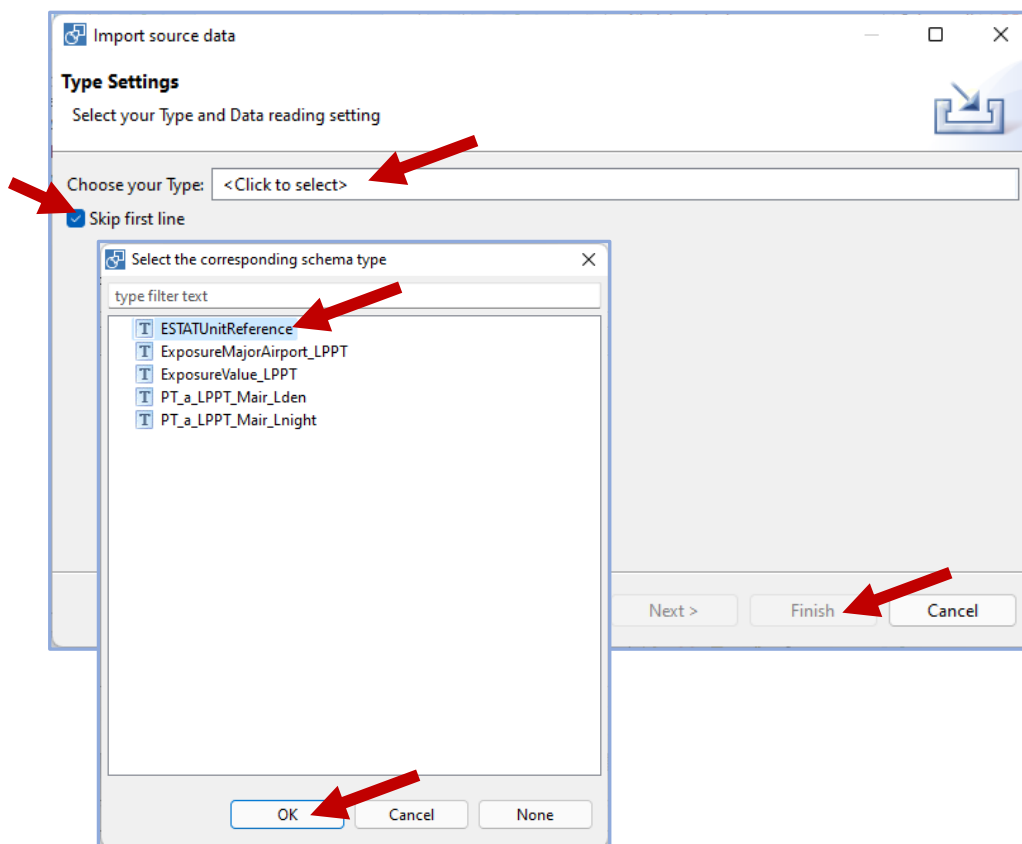 Import source data
Type Settings
Select your Type and Data reading setting
Choose your Type: <Click to select>
Skip first line
Select the corresponding schema type
type filter text
ESTATUnitReference
ExposureMajorAirport_LPPT
ExposureValue_LPPT
PT_a_LPPT_Mair_Lden
PT_a_LPPT_Mair_Lnight
Next > Finish Cancel
OK Cancel None